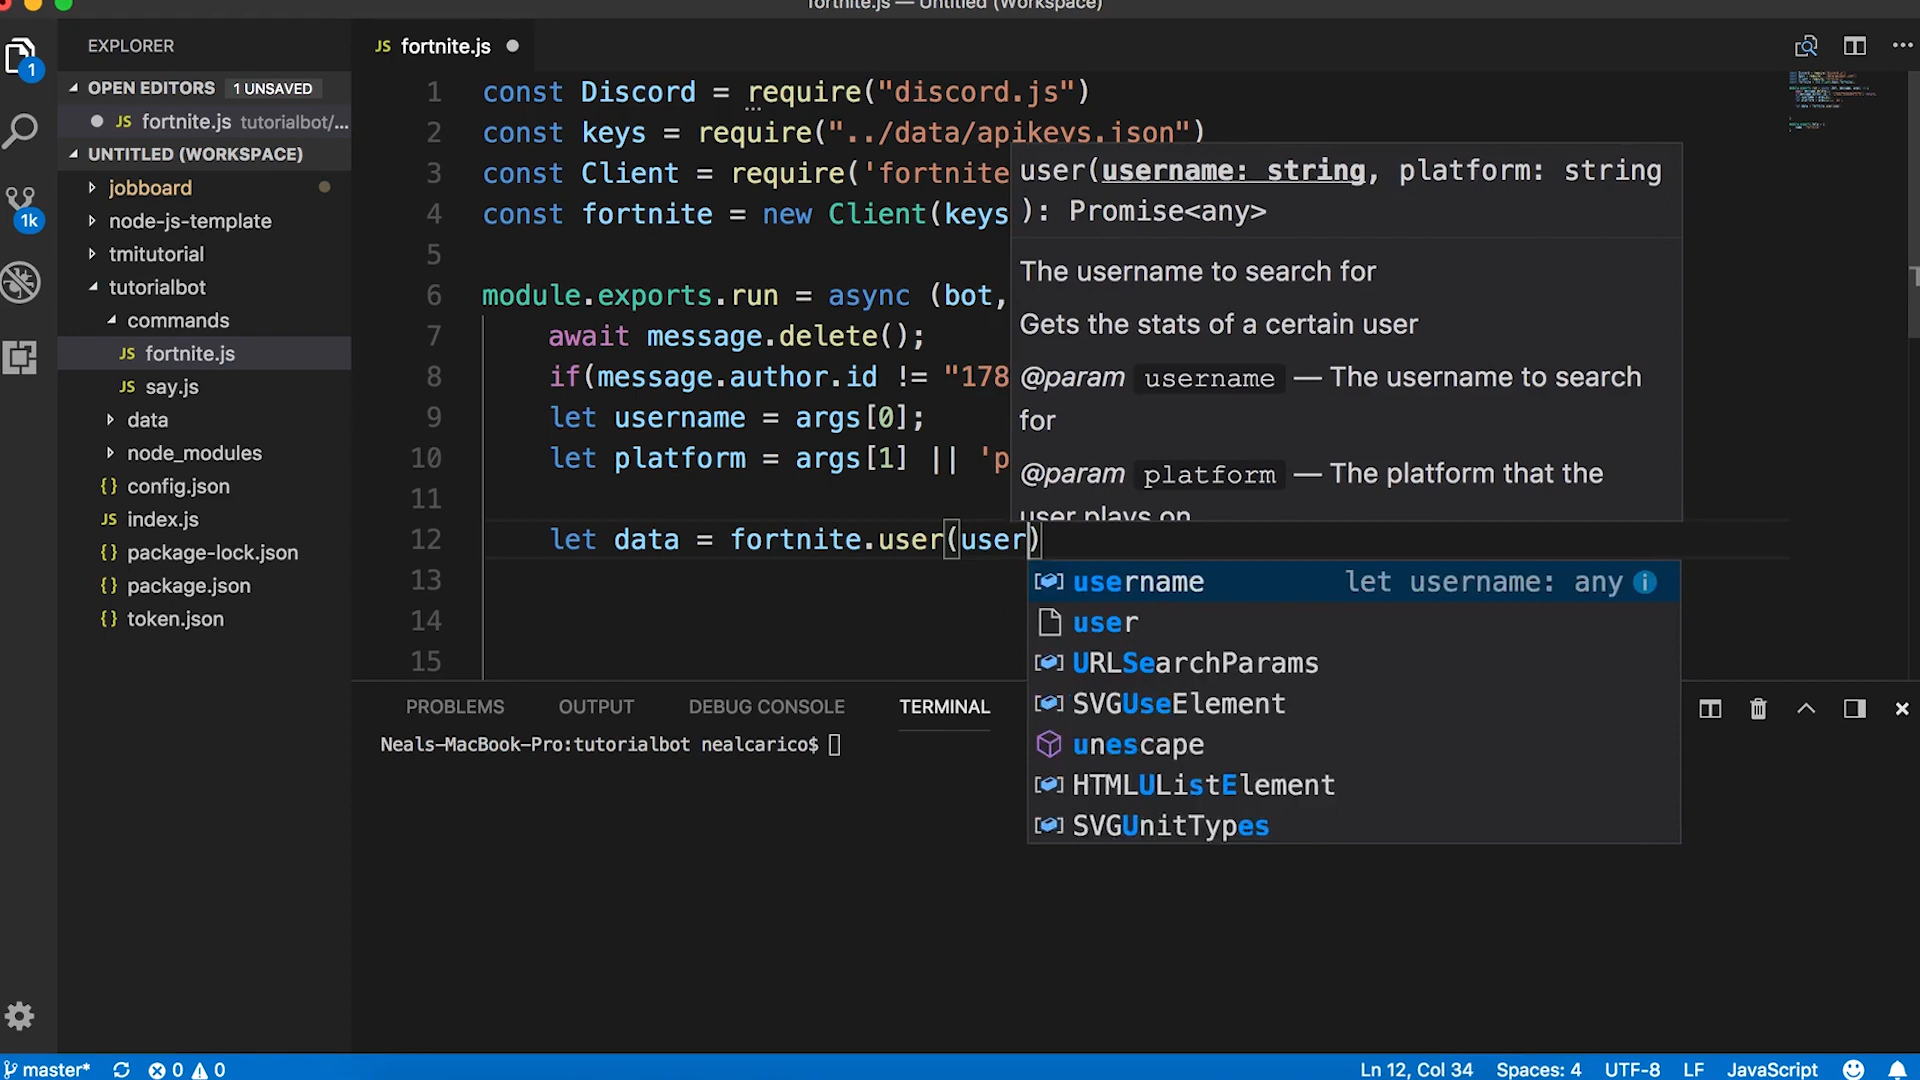 fortnite.js — Untitled (Workspace)
EXPLORER
OPEN EDITORS 1 UNSAVED
JS fortnite.js tutorialbot/...
UNTITLED (WORKSPACE)
jobboard
node-js-template
tmitutorial
tutorialbot
commands
JS fortnite.js
JS say.js
data
node_modules
{} config.json
JS index.js
{} package-lock.json
{} package.json
{} token.json
1
1k
JS fortnite.js
1 const Discord = require("discord.js")
2 const keys = require("../data/apikeys.json")
3 const Client = require('fortnite
4 const fortnite = new Client(keys
5
6 module.exports.run = async (bot,
7 await message.delete();
8 if(message.author.id != "178
9 let username = args[0];
10 let platform = args[1] || 'p
11
12 let data = fortnite.user(user)
13
14
15
user(username: string, platform: string
): Promise<any>
The username to search for
Gets the stats of a certain user
@param username — The username to search
for
@param platform — The platform that the
user plays on
username let username: any
user
URLSearchParams
SVGUseElement
unescape
HTMLUListElement
SVGUnitTypes
PROBLEMS OUTPUT DEBUG CONSOLE TERMINAL
Neals-MacBook-Pro:tutorialbot nealcarico$
master* 0 0 Ln 12, Col 34 Spaces: 4 UTF-8 LF JavaScript